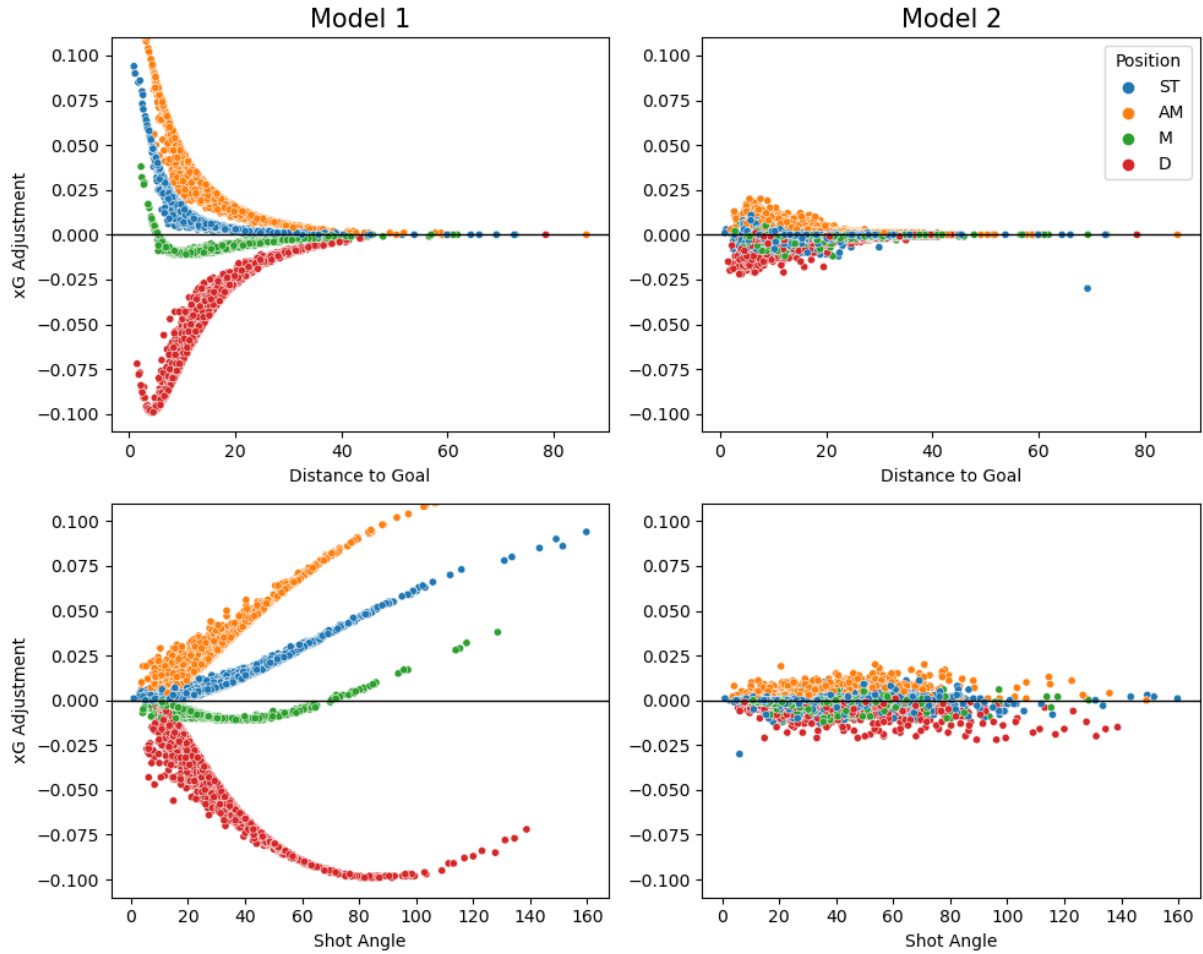 Model 1
Model 2
0.100
0.075
0.050
0.025
0.000
−0.025
−0.050
−0.075
−0.100
xG Adjustment
0 20 40 60 80
Distance to Goal
0.100
0.075
0.050
0.025
0.000
−0.025
−0.050
−0.075
−0.100
Position
ST
AM
M
D
0 20 40 60 80
Distance to Goal
0.100
0.075
0.050
0.025
0.000
−0.025
−0.050
−0.075
−0.100
xG Adjustment
0 20 40 60 80 100 120 140 160
Shot Angle
0.100
0.075
0.050
0.025
0.000
−0.025
−0.050
−0.075
−0.100
0 20 40 60 80 100 120 140 160
Shot Angle